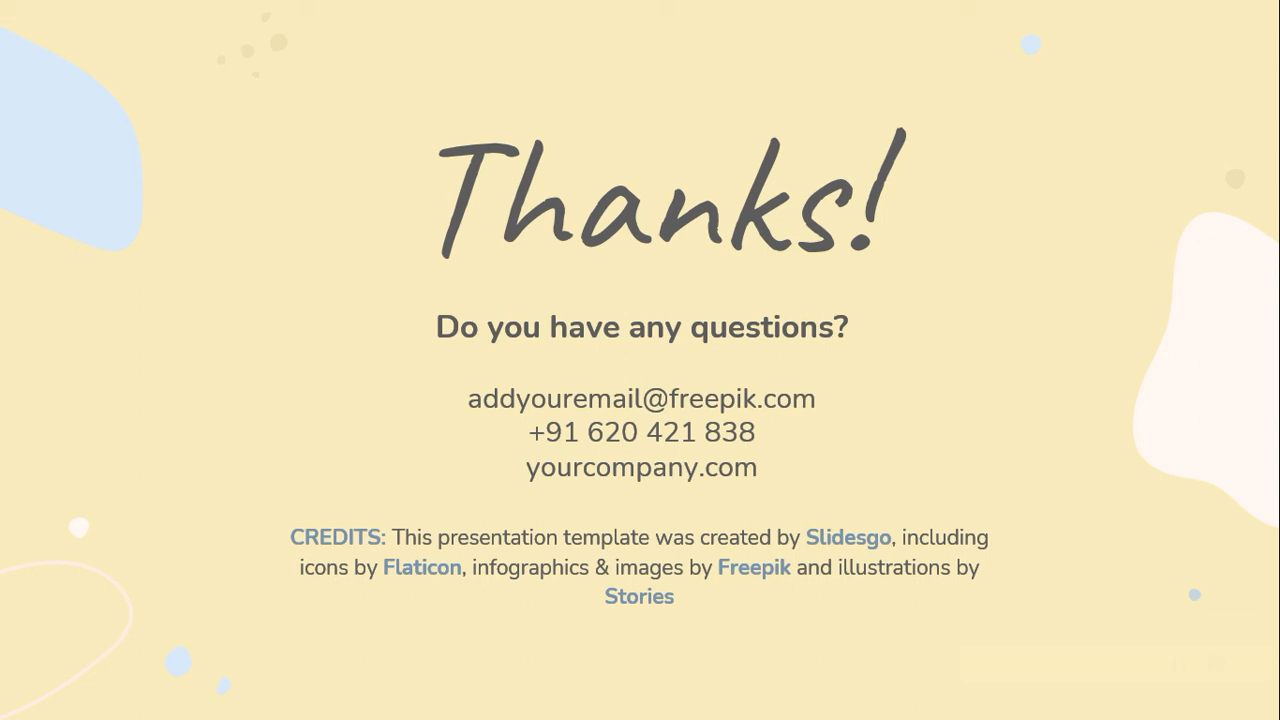 Thanks!
Do you have any questions?
addyouremail@freepik.com
+91 620 421 838
yourcompany.com
CREDITS: This presentation template was created by Slidesgo, including
icons by Flaticon, infographics & images by Freepik and illustrations by
Stories